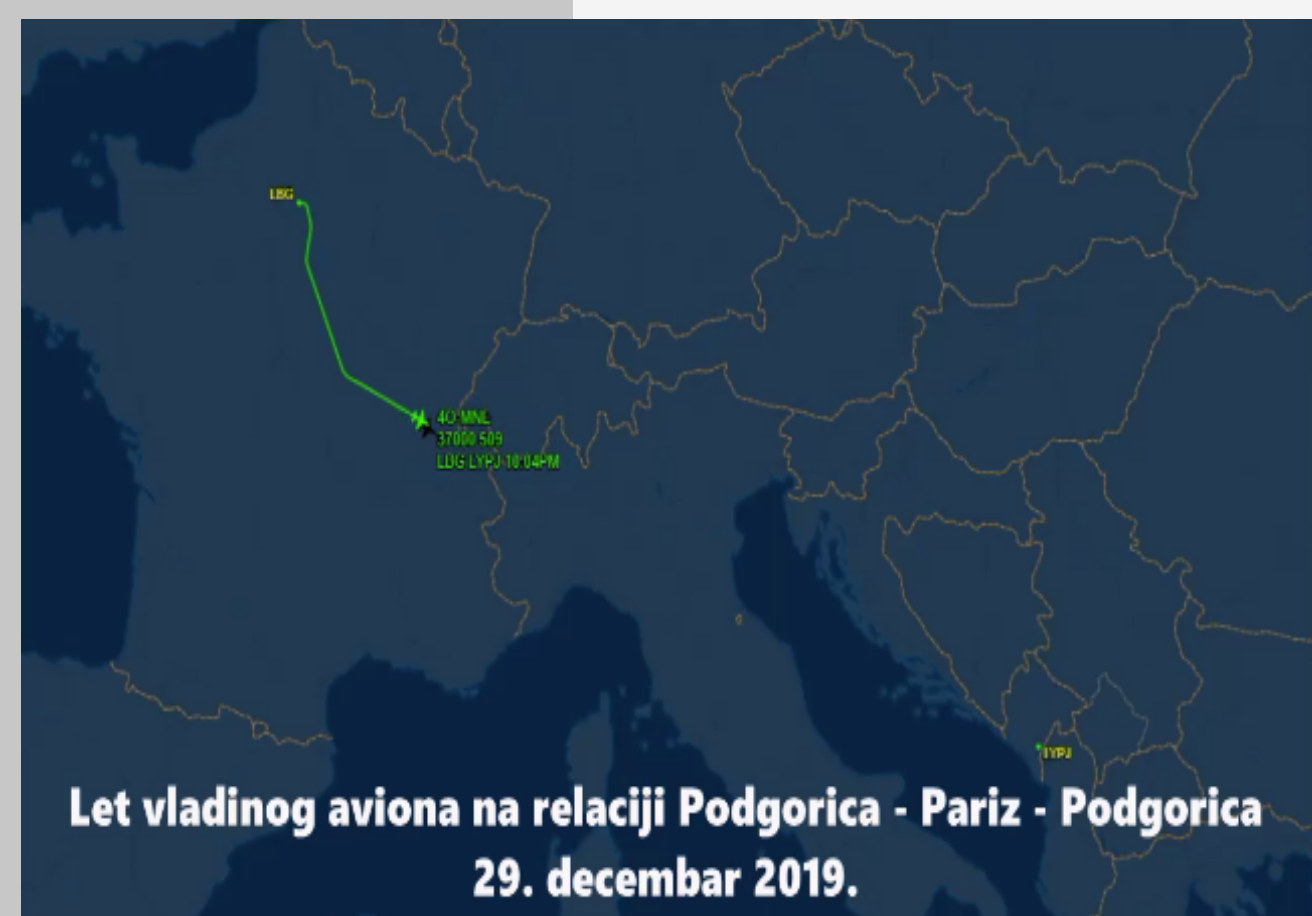 LBG
4O-MNE
37000 509
LBG LYPJ 10:04PM
LYPJ
Let vladinog aviona na relaciji Podgorica - Pariz - Podgorica
29. decembar 2019.